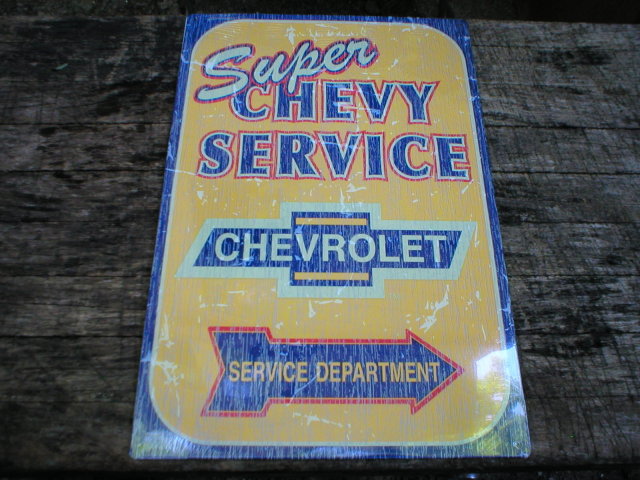 Super
CHEVY
SERVICE
CHEVROLET
SERVICE DEPARTMENT